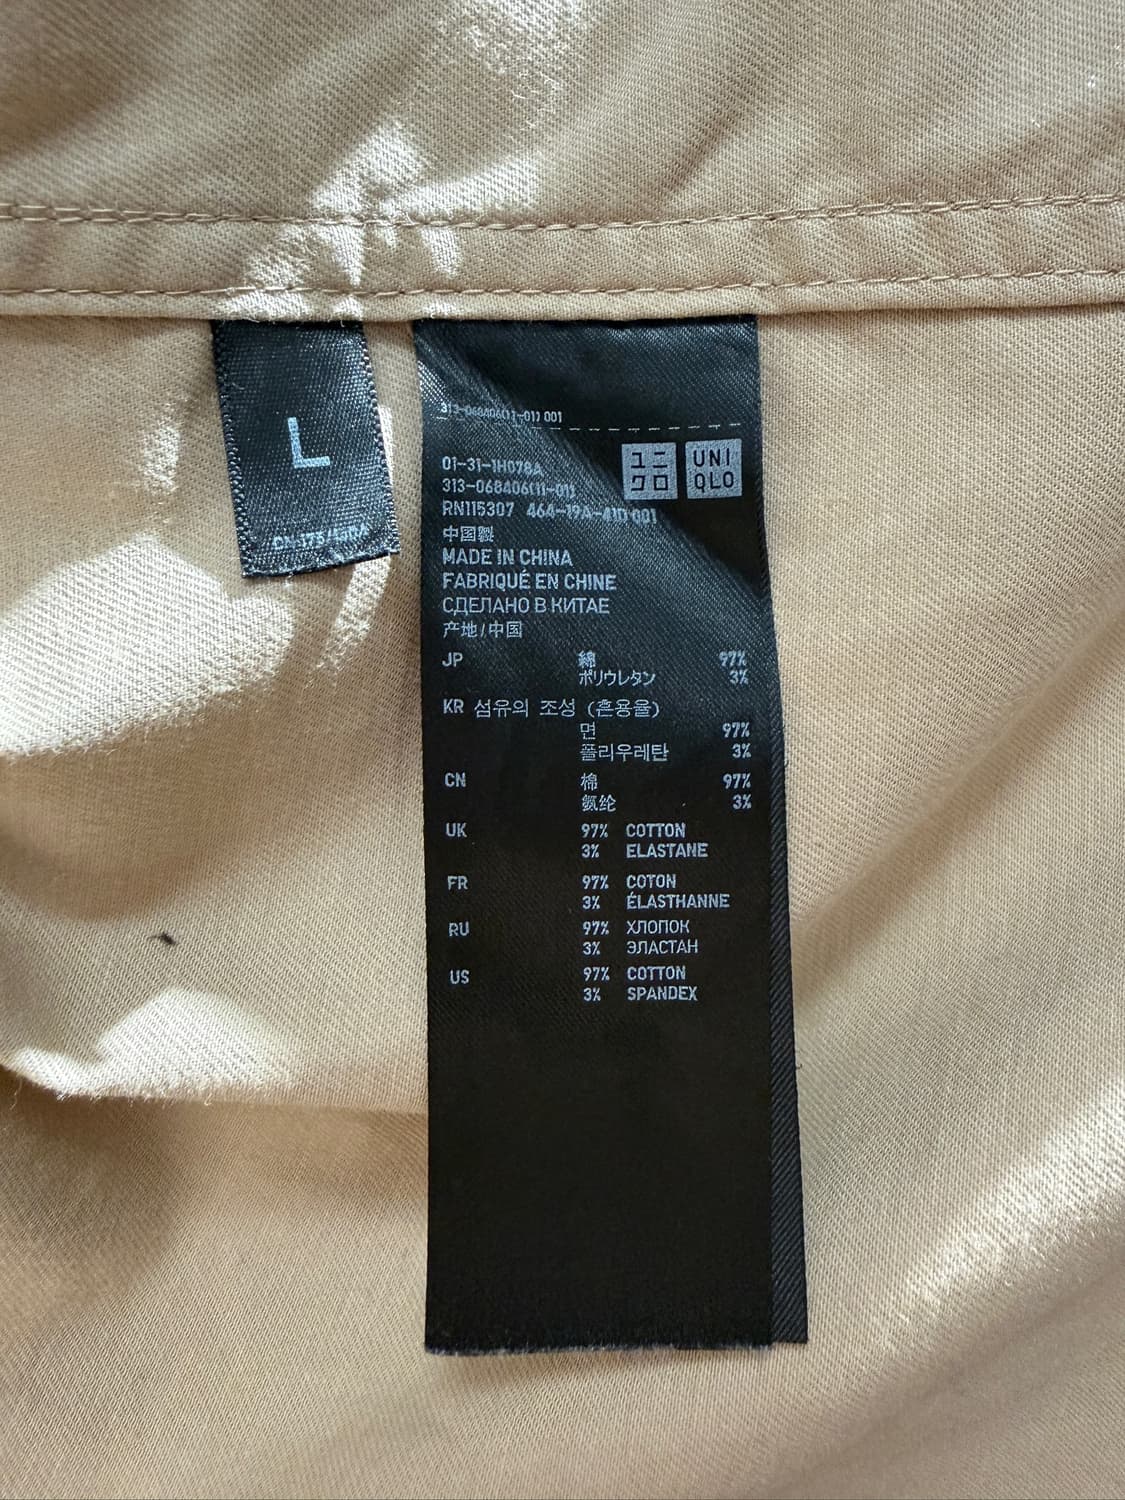 L
313-068406(11-01) 001
ユニ
クロ
UNI
QLO
01-31-1H078A
313-068406(11-01)
RN115307 464-19A-41D 001
中国製
MADE IN CHINA
FABRIQUÉ EN CHINE
СДЕЛАНО В КИТАЕ
产地/中国
JP 綿 97%
ポリウレタン 3%
KR 섬유의 조성 (혼용율)
면 97%
폴리우레탄 3%
CN 棉 97%
氨纶 3%
UK 97% COTTON
3% ELASTANE
FR 97% COTON
3% ÉLASTHANNE
RU 97% ХЛОПОК
3% ЭЛАСТАН
US 97% COTTON
3% SPANDEX